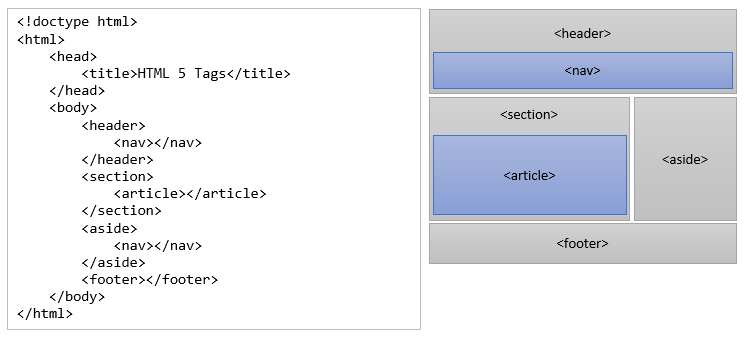 <!doctype html>
<html>
    <head>
        <title>HTML 5 Tags</title>
    </head>
    <body>
        <header>
            <nav></nav>
        </header>
        <section>
            <article></article>
        </section>
        <aside>
            <nav></nav>
        </aside>
        <footer></footer>
    </body>
</html>
<header>
<nav>
<section>
<article>
<aside>
<footer>